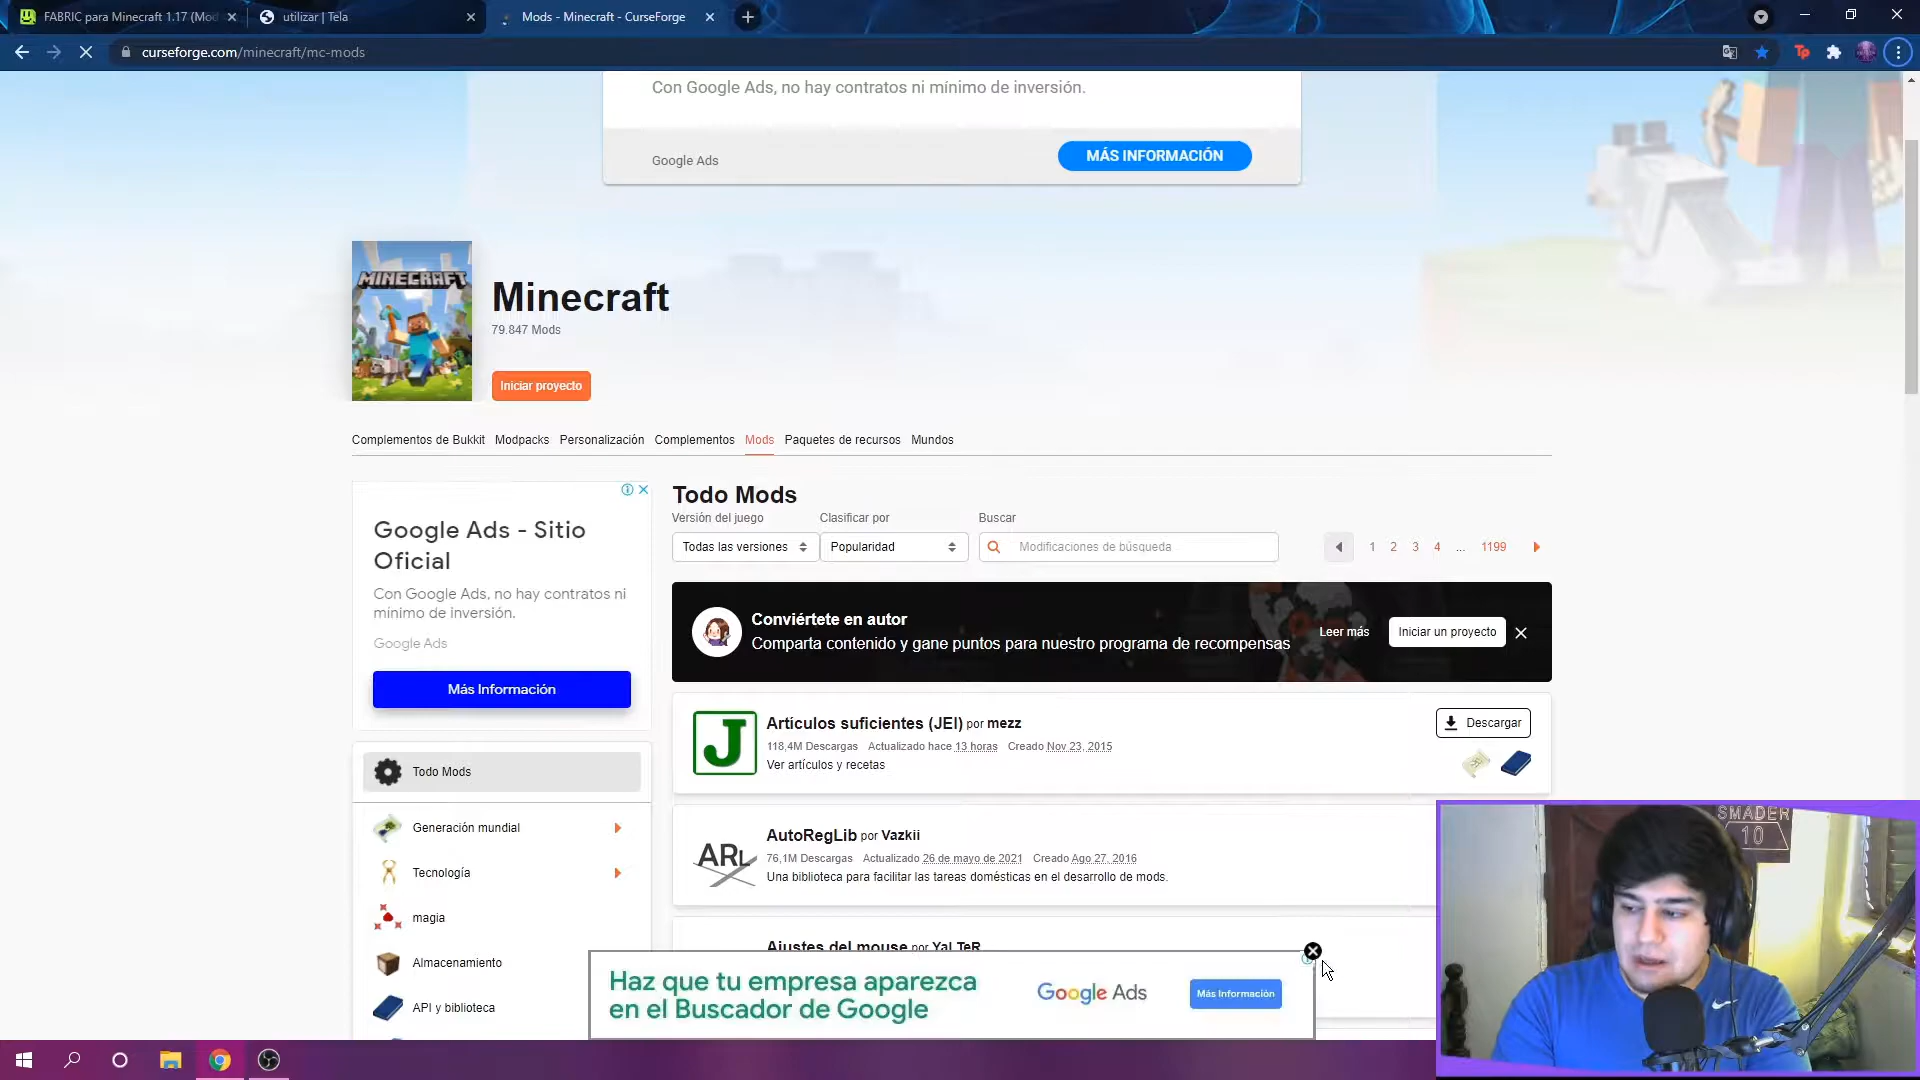 FABRIC para Minecraft 1.17 (Mod
utilizar | Tela
Mods - Minecraft - CurseForge
curseforge.com/minecraft/mc-mods
Con Google Ads, no hay contratos ni mínimo de inversión.
Google Ads
MÁS INFORMACIÓN
MINECRAFT
Minecraft
79.847 Mods
Iniciar proyecto
Complementos de Bukkit Modpacks Personalización Complementos Mods Paquetes de recursos Mundos
Google Ads - Sitio
Oficial
Con Google Ads, no hay contratos ni
mínimo de inversión.
Google Ads
Más Información
Todo Mods
Versión del juego Clasificar por Buscar
Todas las versiones Popularidad Modificaciones de búsqueda 1 2 3 4 ... 1199
Conviértete en autor
Comparta contenido y gane puntos para nuestro programa de recompensas
Leer más Iniciar un proyecto
J
Artículos suficientes (JEI) por mezz
118,4M Descargas Actualizado hace 13 horas Creado Nov 23, 2015
Ver artículos y recetas
Descargar
ARL
AutoRegLib por Vazkii
76,1M Descargas Actualizado 26 de mayo de 2021 Creado Ago 27, 2016
Una biblioteca para facilitar las tareas domésticas en el desarrollo de mods.
Ajustes del mouse por YaLTeR
Todo Mods
Generación mundial
Tecnología
magia
Almacenamiento
API y biblioteca
Haz que tu empresa aparezca
en el Buscador de Google
Google Ads
Más Información
SMADER
10